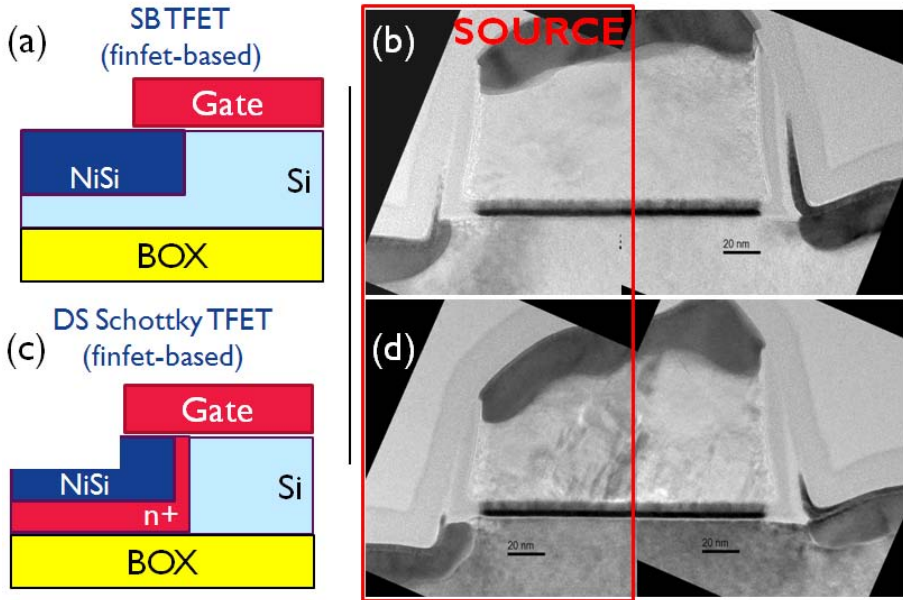 (a)
SB TFET
(finfet-based)
Gate
NiSi
Si
BOX
(b)
SOURCE
20 nm
(c)
DS Schottky TFET
(finfet-based)
Gate
NiSi
Si
n+
BOX
(d)
20 nm
20 nm